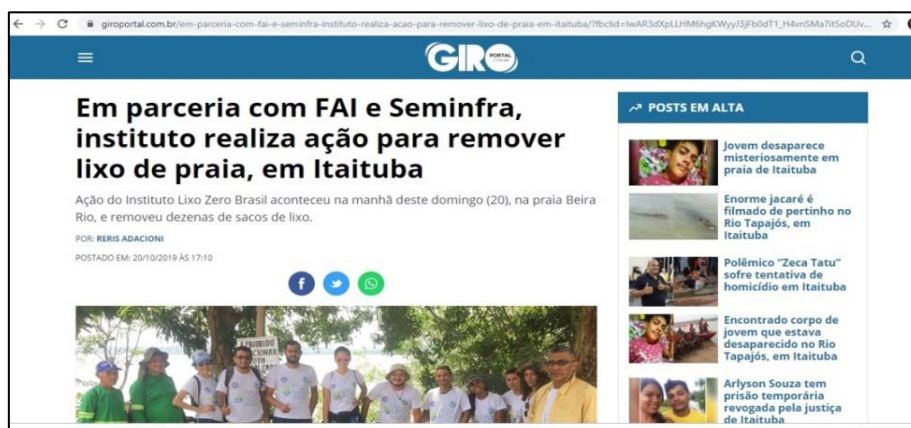 giroportal.com.br/em-parceria-com-fai-e-seminfra-instituto-realiza-acao-para-remover-lixo-de-praia-em-itaituba/?fbclid=
GIRO
PORTAL
.COM.BR
Em parceria com FAI e Seminfra,
instituto realiza ação para remover
lixo de praia, em Itaituba
Ação do Instituto Lixo Zero Brasil aconteceu na manhã deste domingo (20), na praia Beira
Rio, e removeu dezenas de sacos de lixo.
POR: RERIS ADACIONI
POSTADO EM: 20/10/2019 ÀS 17:10
É PROIBIDO
POSTS EM ALTA
Jovem desaparece
misteriosamente em
praia de Itaituba
Enorme jacaré é
filmado de pertinho no
Rio Tapajós, em
Itaituba
Polêmico “Zeca Tatu”
sofre tentativa de
homicídio em Itaituba
Encontrado corpo de
jovem que estava
desaparecido no Rio
Tapajós, em Itaituba
Arlyson Souza tem
prisão temporária
revogada pela justiça
de Itaituba